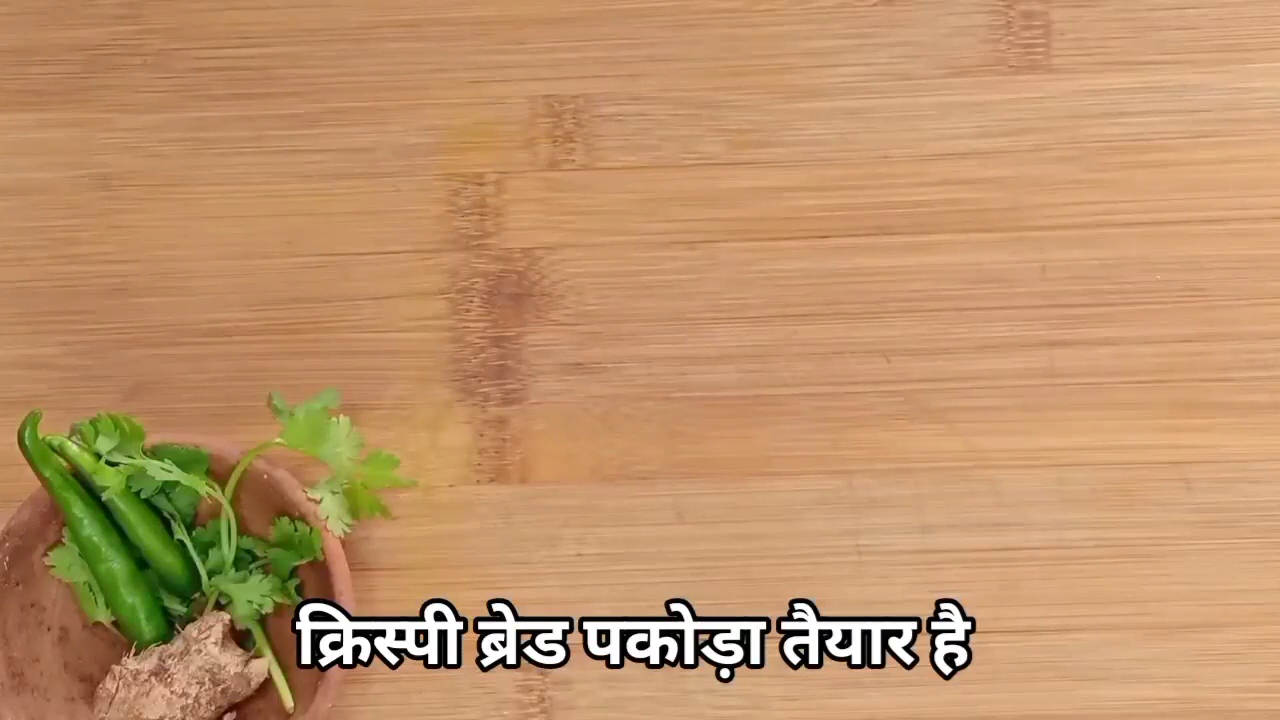 क्रिस्पी ब्रेड पकोड़ा तैयार है